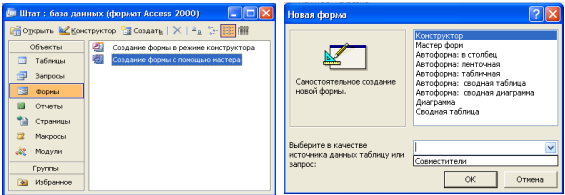 Штат : база данных (формат Access 2000)
Открыть Конструктор Создать
Объекты
Таблицы
Запросы
Формы
Отчеты
Страницы
Макросы
Модули
Группы
Избранное
Создание формы в режиме конструктора
Создание формы с помощью мастера
Новая форма
Самостоятельное создание
новой формы.
Конструктор
Мастер форм
Автоформа: в столбец
Автоформа: ленточная
Автоформа: табличная
Автоформа: сводная таблица
Автоформа: сводная диаграмма
Диаграмма
Сводная таблица
Выберите в качестве
источника данных таблицу или
запрос:
Совместители
ОК Отмена